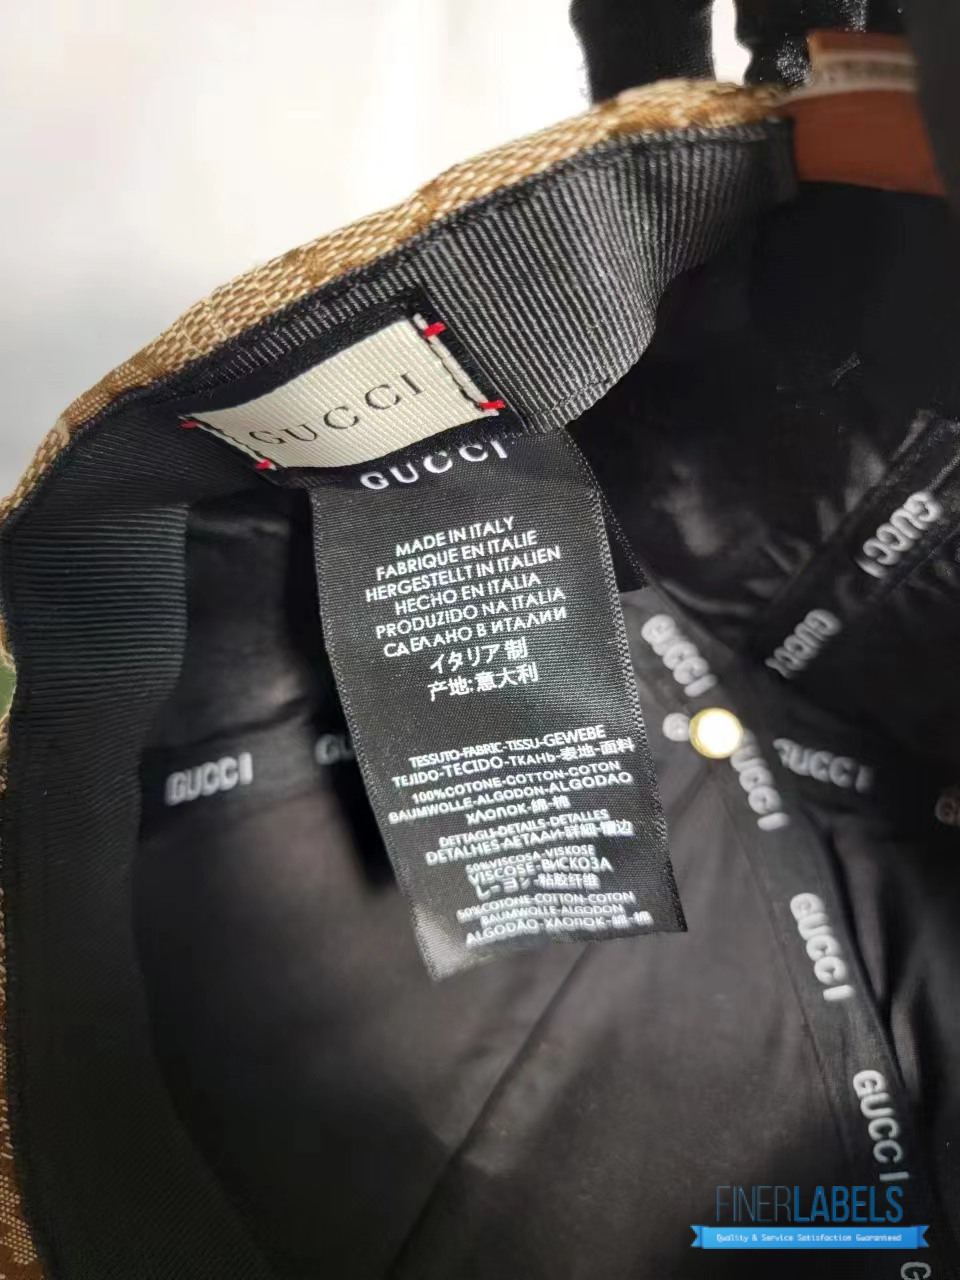 GUCCI
GUCCI
MADE IN ITALY
FABRIQUE EN ITALIE
HERGESTELLT IN ITALIEN
HECHO EN ITALIA
PRODUZIDO NA ITALIA
СДЕЛАНО В ИТАЛИИ
イタリア制
产地:意大利
TESSUTO-FABRIC-TISSU-GEWEBE
TEJIDO-TECIDO-ТКАНЬ-表地-面料
100%COTONE-COTTON-COTON
BAUMWOLLE-ALGODON-ALGODAO
ХЛОПОК-綿-棉
DETTAGLI-DETAILS-DETALLES
DETALHES-ДЕТАЛИ-詳細-镶边
50%VISCOSA-VISKOSE
VISCOSE-ВИСКОЗА
レーヨン-粘胶纤维
50%COTONE-COTTON-COTON
BAUMWOLLE-ALGODON
ALGODÃO-ХЛОПОК-綿-棉
GUCCI
GUCCI
GUCCI
GUCCI
GUCCI
GUCCI
GUCCI
GUCCI
FINERLABELS
Quality & Service Satisfaction Guaranteed